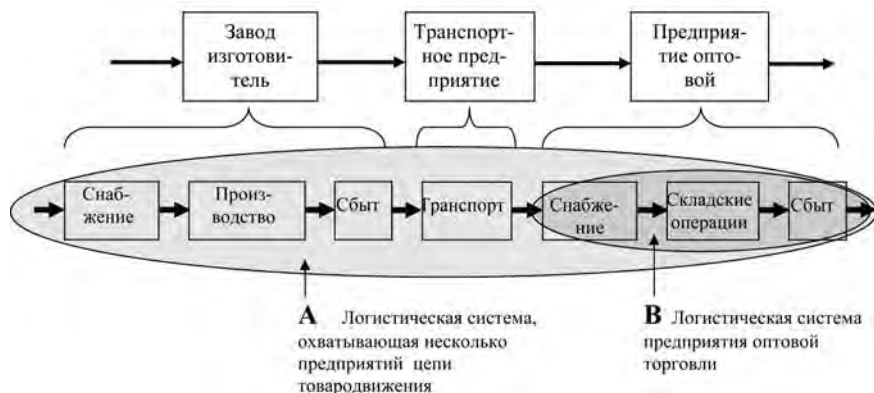 Завод
изготови-
тель
Транспорт-
ное пред-
приятие
Предприя-
тие опто-
вой
Снаб-
жение
Произ-
водство
Сбыт
Транспорт
Снабже-
ние
Складские
операции
Сбыт
А Логистическая система,
охватывающая несколько
предприятий цепи
товародвижения
В Логистическая система
предприятия оптовой
торговли